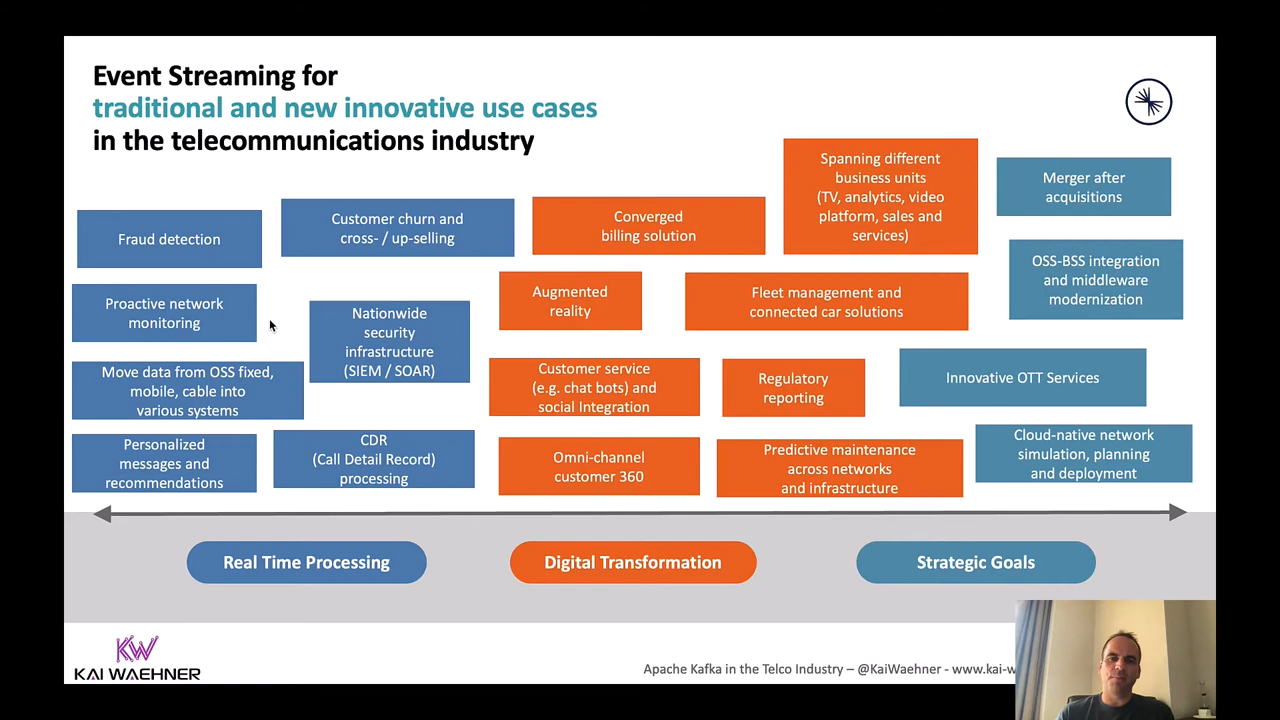 Event Streaming for
traditional and new innovative use cases
in the telecommunications industry
Fraud detection
Customer churn and
cross- / up-selling
Converged
billing solution
Spanning different
business units
(TV, analytics, video
platform, sales and
services)
Merger after
acquisitions
Proactive network
monitoring
Nationwide
security
infrastructure
(SIEM / SOAR)
Augmented
reality
Fleet management and
connected car solutions
OSS-BSS integration
and middleware
modernization
Move data from OSS fixed,
mobile, cable into
various systems
Customer service
(e.g. chat bots) and
social Integration
Regulatory
reporting
Innovative OTT Services
Personalized
messages and
recommendations
CDR
(Call Detail Record)
processing
Omni-channel
customer 360
Predictive maintenance
across networks
and infrastructure
Cloud-native network
simulation, planning
and deployment
Real Time Processing
Digital Transformation
Strategic Goals
KW
KAI WAEHNER
Apache Kafka in the Telco Industry – @KaiWaehner - www.kai-w